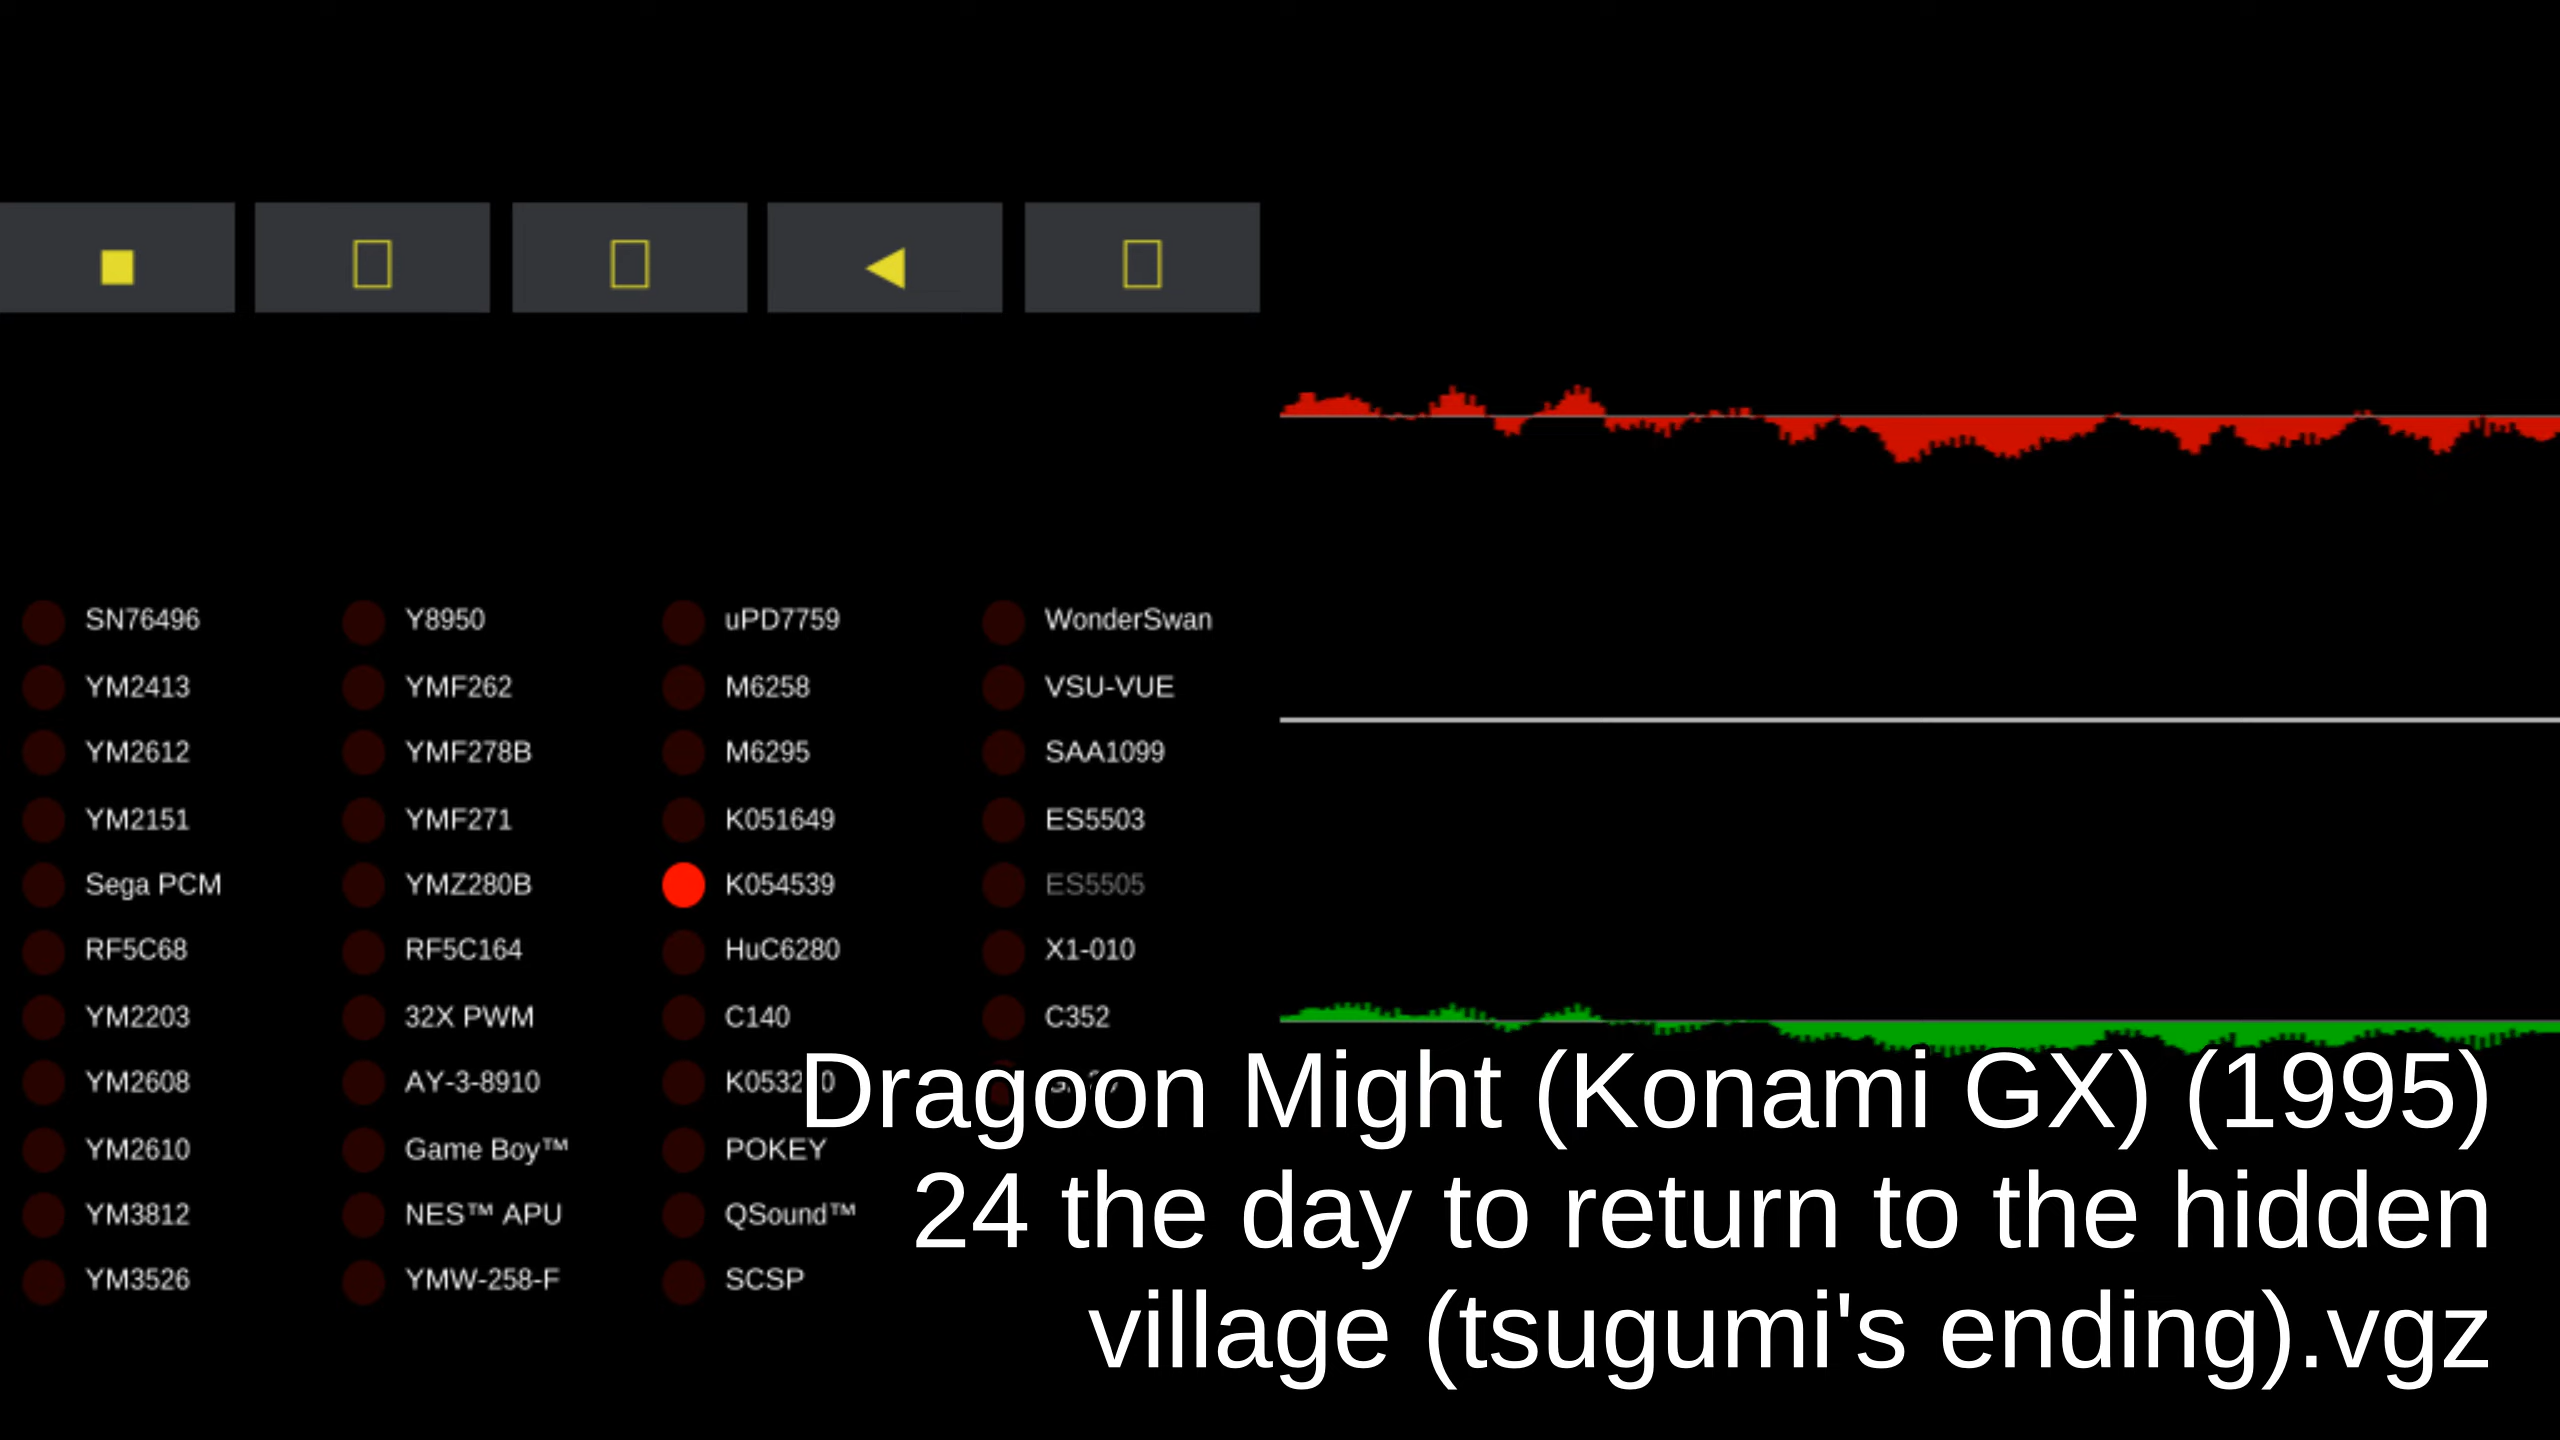 SN76496
YM2413
YM2612
YM2151
Sega PCM
RF5C68
YM2203
YM2608
YM2610
YM3812
YM3526
Y8950
YMF262
YMF278B
YMF271
YMZ280B
RF5C164
32X PWM
AY-3-8910
Game Boy™
NES™ APU
YMW-258-F
uPD7759
M6258
M6295
K051649
K054539
HuC6280
C140
POKEY
QSound™
SCSP
WonderSwan
VSU-VUE
SAA1099
ES5503
ES5505
X1-010
C352
Dragoon Might (Konami GX) (1995)
24 the day to return to the hidden
village (tsugumi's ending).vgz